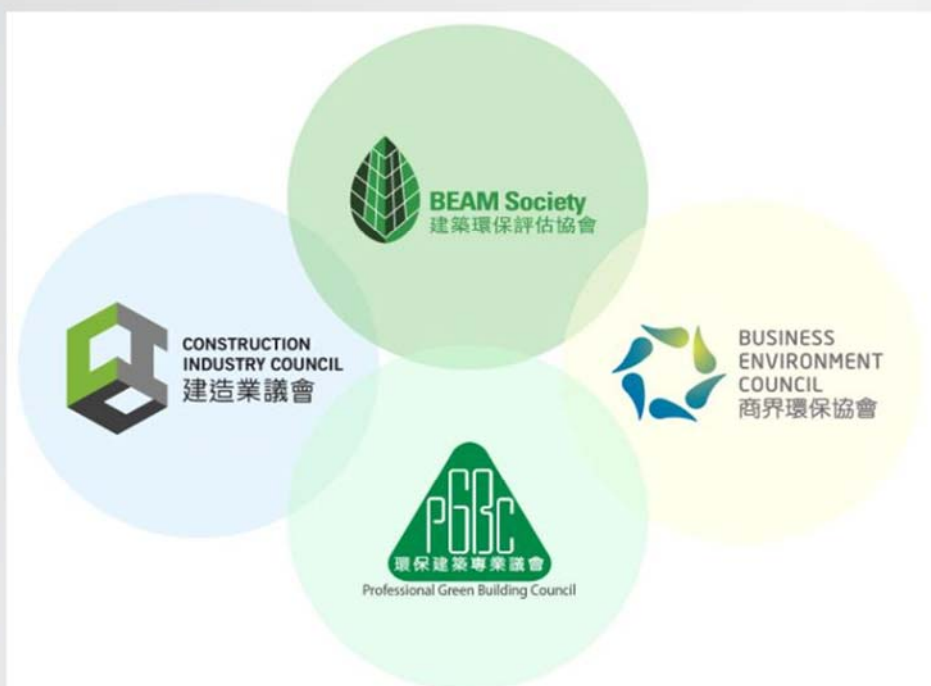 BEAM Society
建築環保評估協會
CONSTRUCTION
INDUSTRY COUNCIL
建造業議會
BUSINESS
ENVIRONMENT
COUNCIL
商界環保協會
PGBC
環保建築專業議會
Professional Green Building Council